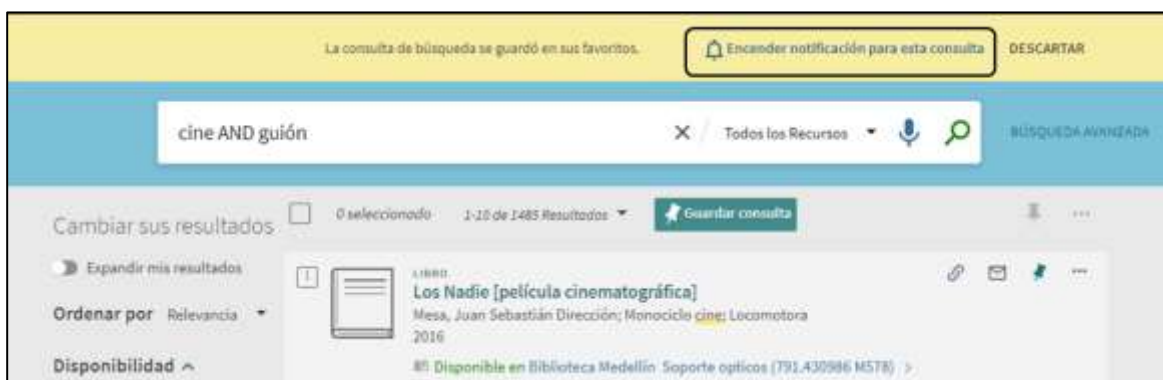 La consulta de búsqueda se guardó en sus favoritos. Encender notificación para esta consulta DESCARTAR
cine AND guión Todos los Recursos BÚSQUEDA AVANZADA
Cambiar sus resultados 0 seleccionado 1-10 de 1485 Resultados Guardar consulta
Expandir mis resultados
1 LIBRO
Los Nadie [película cinematográfica]
Ordenar por Relevancia Mesa, Juan Sebastián Dirección; Monociclo cine; Locomotora
2016
Disponibilidad Disponible en Biblioteca Medellín Soporte opticos (791.430986 M578) >